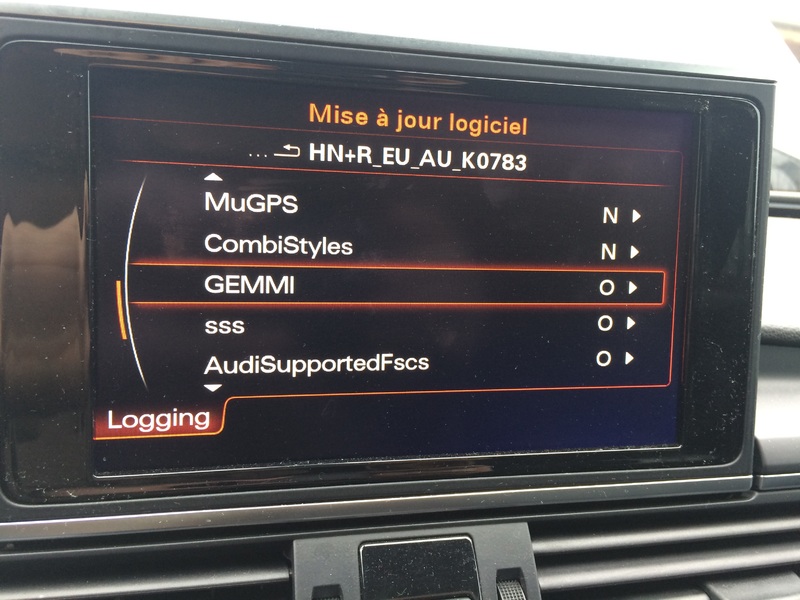 Mise à jour logiciel
... HN+R_EU_AU_K0783
MuGPS N
CombiStyles N
GEMMI O
sss O
AudiSupportedFscs O
Logging